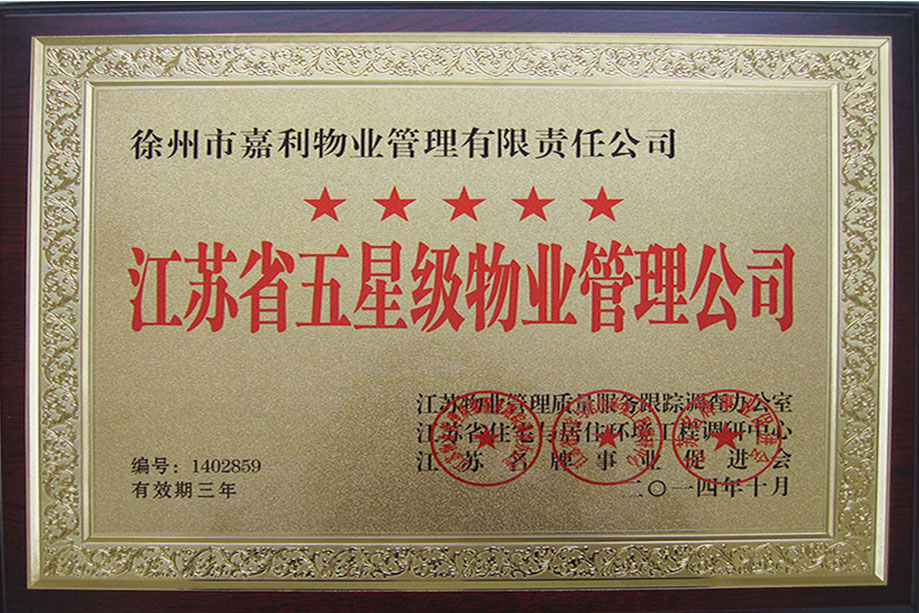 徐州市嘉利物业管理有限责任公司
★★★★★
江苏省五星级物业管理公司
江苏物业管理质量服务跟踪调查办公室
江苏省住宅与居住环境工程调研中心
江苏名牌事业促进会
编号：1402859
有效期三年
二〇一四年十月